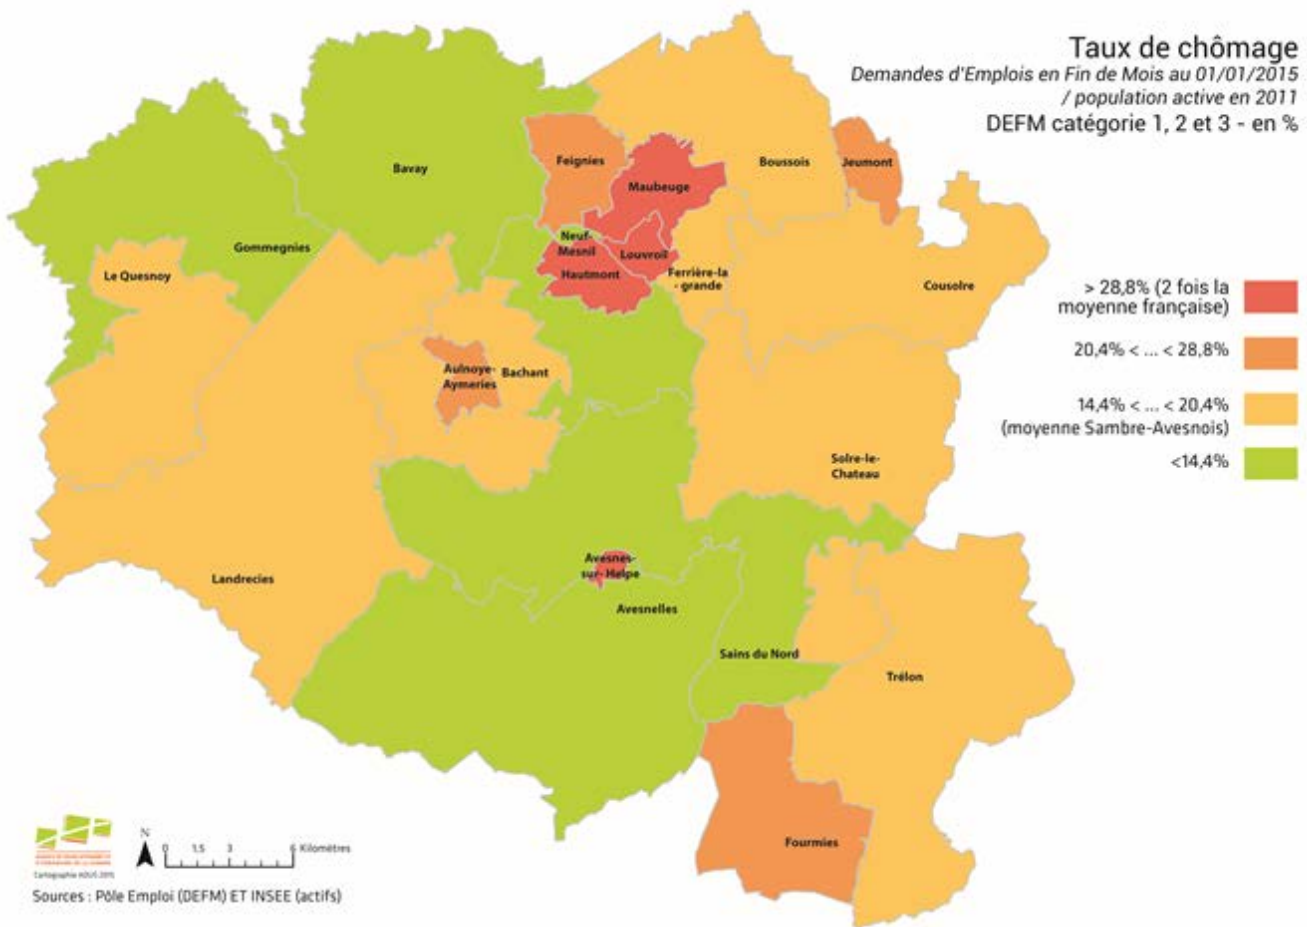 Taux de chômage
Demandes d'Emplois en Fin de Mois au 01/01/2015
/ population active en 2011
DEFM catégorie 1, 2 et 3 - en %
Bavay
Feignies
Boussois
Jeumont
Maubeuge
Gommegnies
Neuf-
Mesnil
Louvroil
Hautmont
Le Quesnoy
Ferrière-la
- grande
Cousolre
> 28,8% (2 fois la
moyenne française)
20,4% < ... < 28,8%
14,4% < ... < 20,4%
(moyenne Sambre-Avesnois)
<14,4%
Aulnoye-
Aymeries
Bachant
Solre-le-
Chateau
Avesnes-
sur- Helpe
Landrecies
Avesnelles
Sains du Nord
Trélon
Fourmies
N
0 1,5 3 6 Kilomètres
Cartographie ADUS 2015
Sources : Pôle Emploi (DEFM) ET INSEE (actifs)